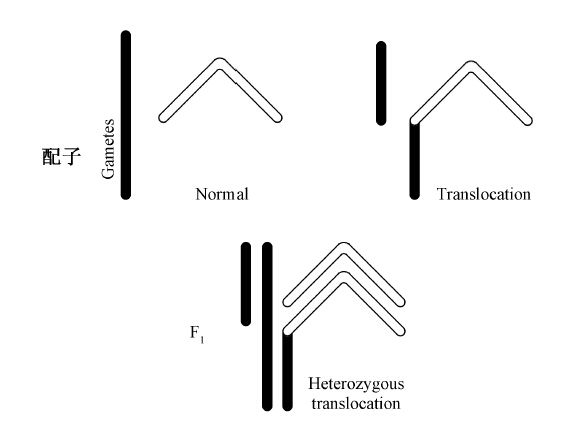 配子
Gametes
Normal
Translocation
F1
Heterozygous
translocation